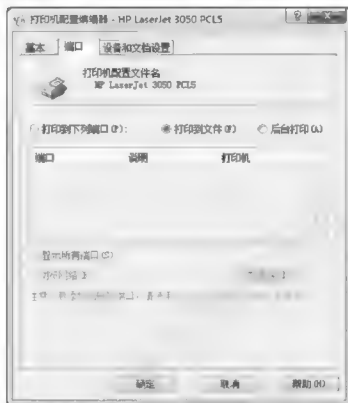 打印机配置编辑器 - HP LaserJet 3050 PCL5
基本 端口 设备和文档设置
打印机配置文件名
HP LaserJet 3050 PCL5
打印到下列端口(P): 打印到文件(F) 后台打印(A)
端口 说明 打印机
显示所有端口(S)
确定 取消 帮助(H)